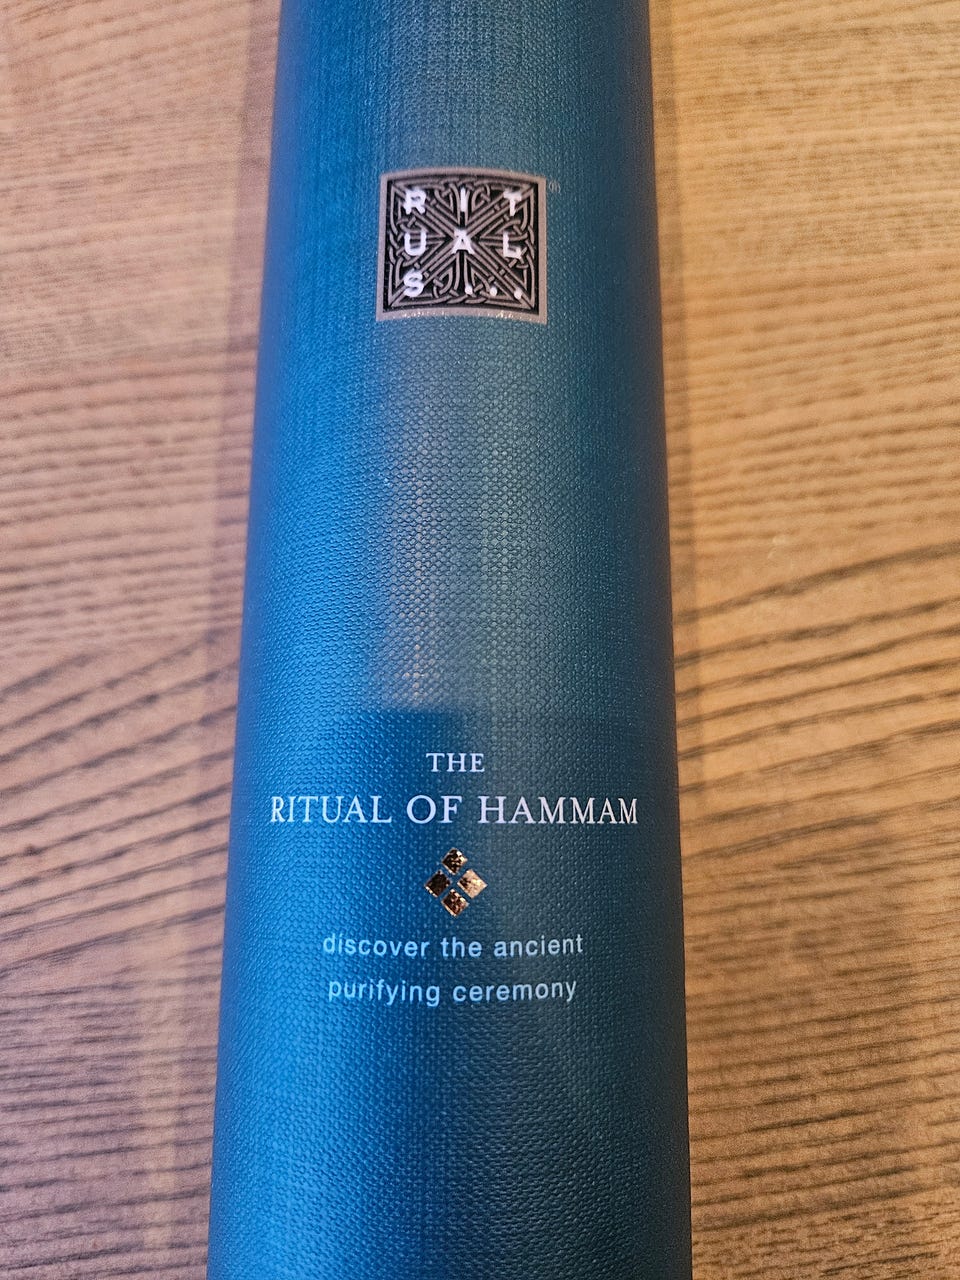 RIT
UAL
S...
THE
RITUAL OF HAMMAM
discover the ancient
purifying ceremony